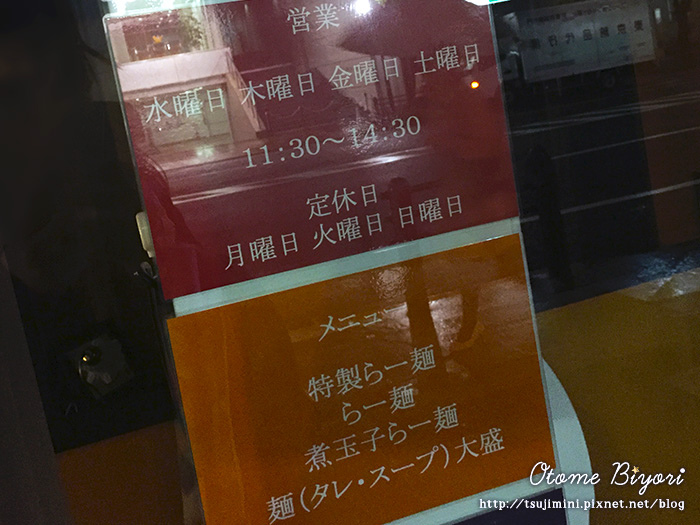 営業
水曜日 木曜日 金曜日 土曜日
11:30～14:30
定休日
月曜日 火曜日 日曜日
メニュー
特製らー麺
らー麺
煮玉子らー麺
麺（タレ・スープ）大盛
Otome Biyori
http://tsujimini.pixnet.net/blog